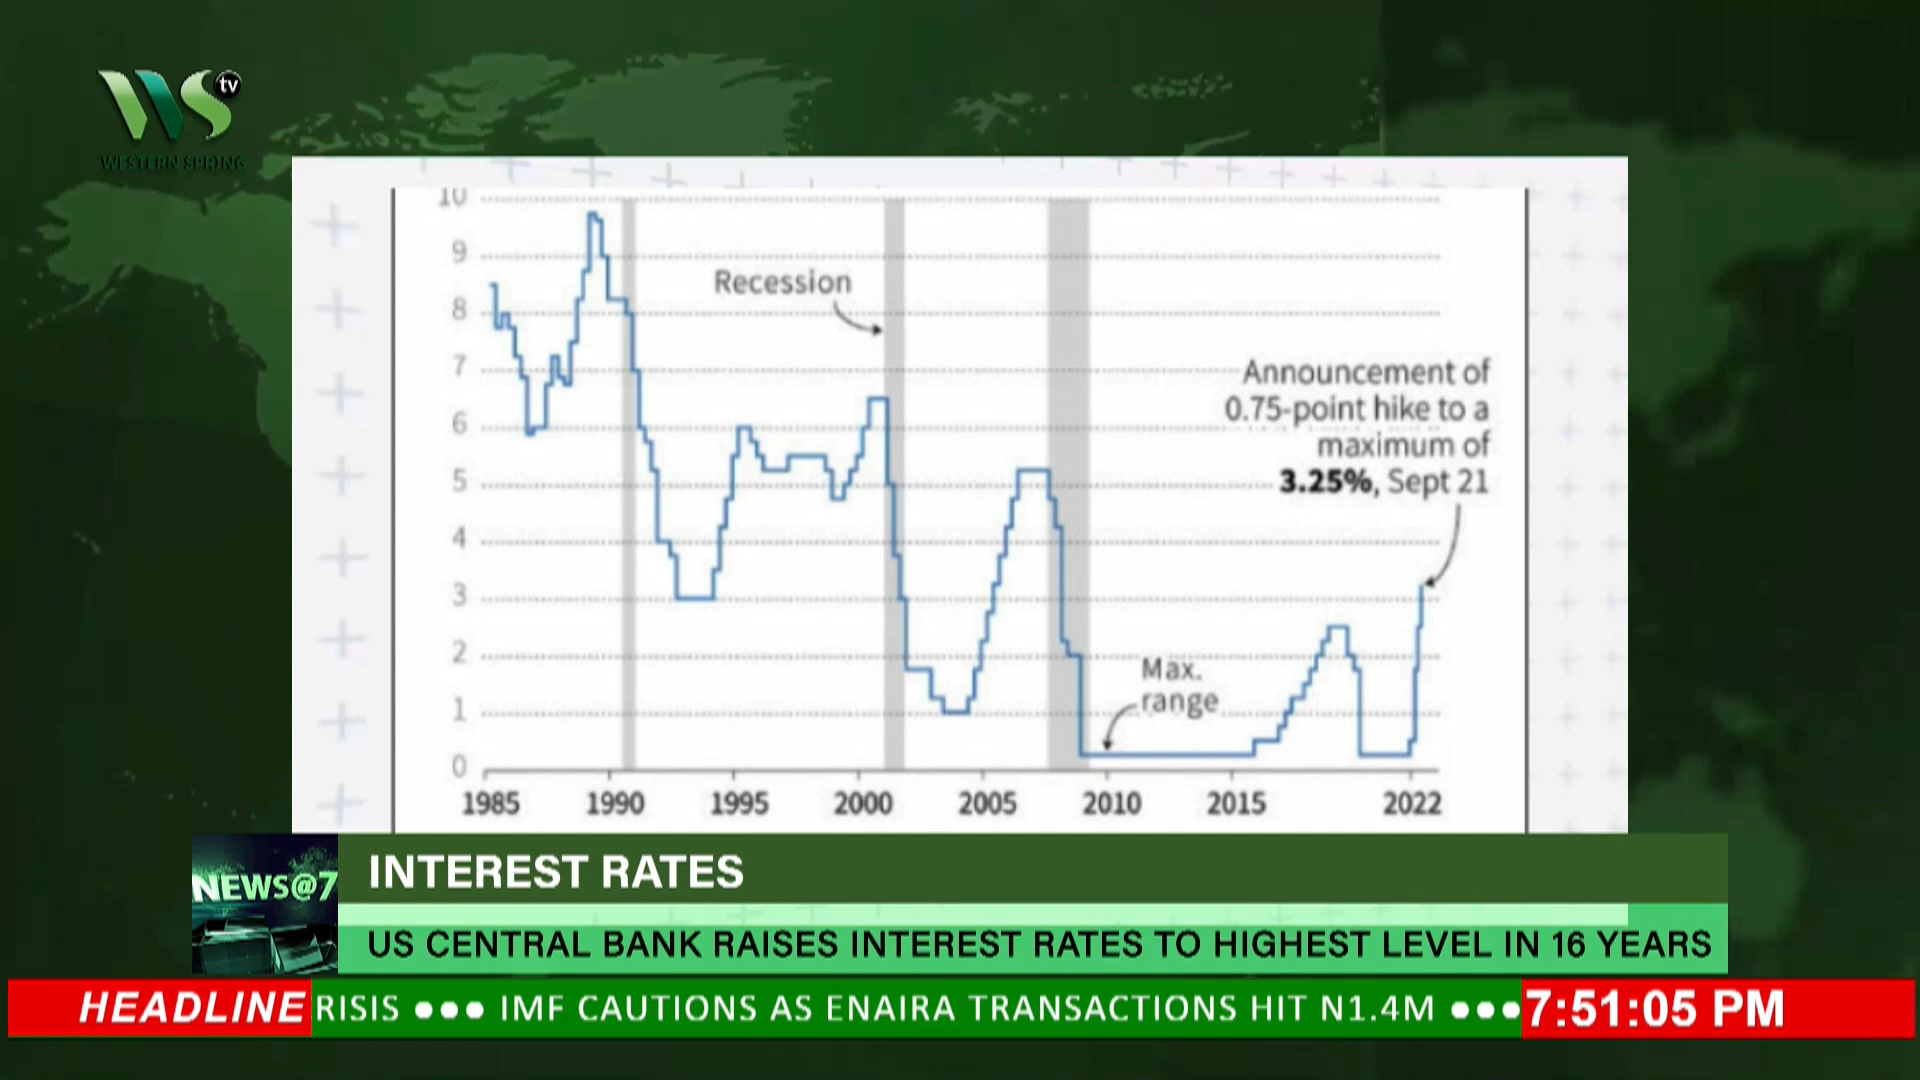 WS tv
WESTERN SPRING
10
9
8
7
6
5
4
3
2
1
0
Recession
Announcement of
0.75-point hike to a
maximum of
3.25%, Sept 21
Max.
range
1985 1990 1995 2000 2005 2010 2015 2022
NEWS@7
INTEREST RATES
US CENTRAL BANK RAISES INTEREST RATES TO HIGHEST LEVEL IN 16 YEARS
HEADLINE RISIS ●●● IMF CAUTIONS AS ENAIRA TRANSACTIONS HIT N1.4M ●●● 7:51:05 PM